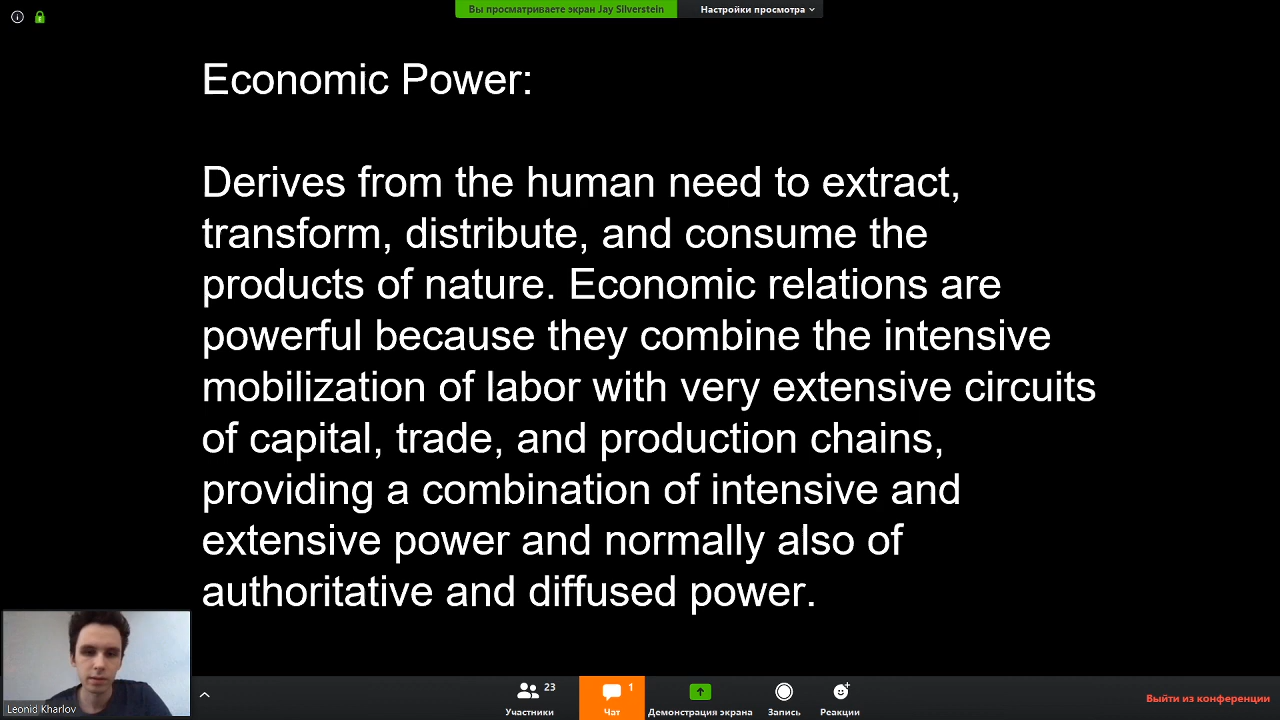 Вы просматриваете экран Jay Silverstein
Настройки просмотра
Economic Power:
Derives from the human need to extract,
transform, distribute, and consume the
products of nature. Economic relations are
powerful because they combine the intensive
mobilization of labor with very extensive circuits
of capital, trade, and production chains,
providing a combination of intensive and
extensive power and normally also of
authoritative and diffused power.
Leonid Kharlov
23
Участники
1
Чат
Демонстрация экрана
Запись
Реакции
Выйти из конференции